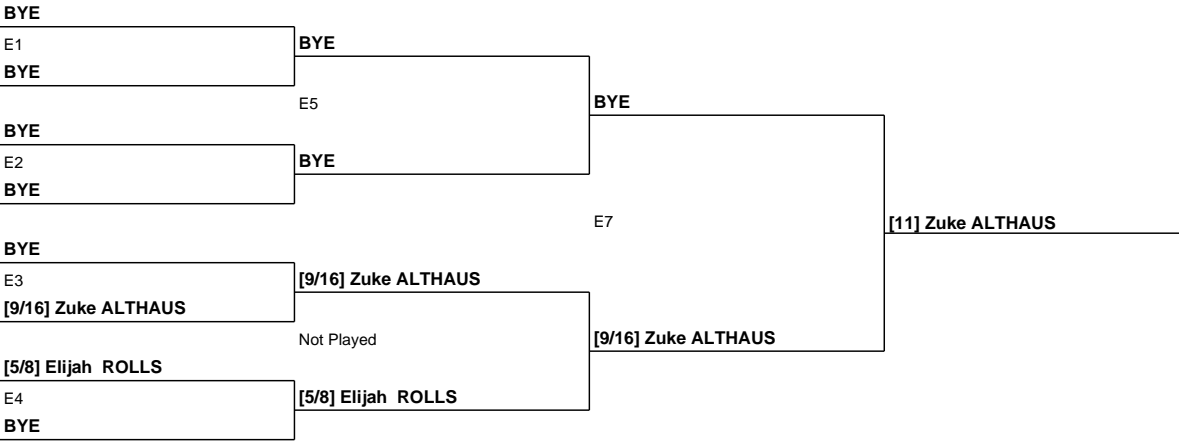 BYE
E1
BYE
BYE
E5
BYE
BYE
E2
BYE
BYE
E7
[11] Zuke ALTHAUS
BYE
E3
[9/16] Zuke ALTHAUS
[9/16] Zuke ALTHAUS
Not Played
[9/16] Zuke ALTHAUS
[5/8] Elijah  ROLLS
E4
[5/8] Elijah  ROLLS
BYE